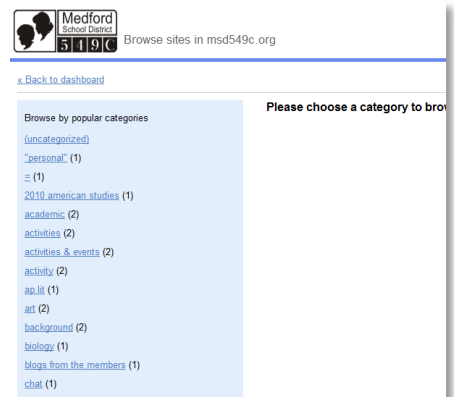 Medford
School District
549C
Browse sites in msd549c.org
« Back to dashboard
Please choose a category to
Browse by popular categories
(uncategorized)
"personal" (1)
= (1)
2010 american studies (1)
academic (2)
activities (2)
activities & events (2)
activity (2)
ap lit (1)
art (2)
background (2)
biology (1)
blogs from the members (1)
chat (1)